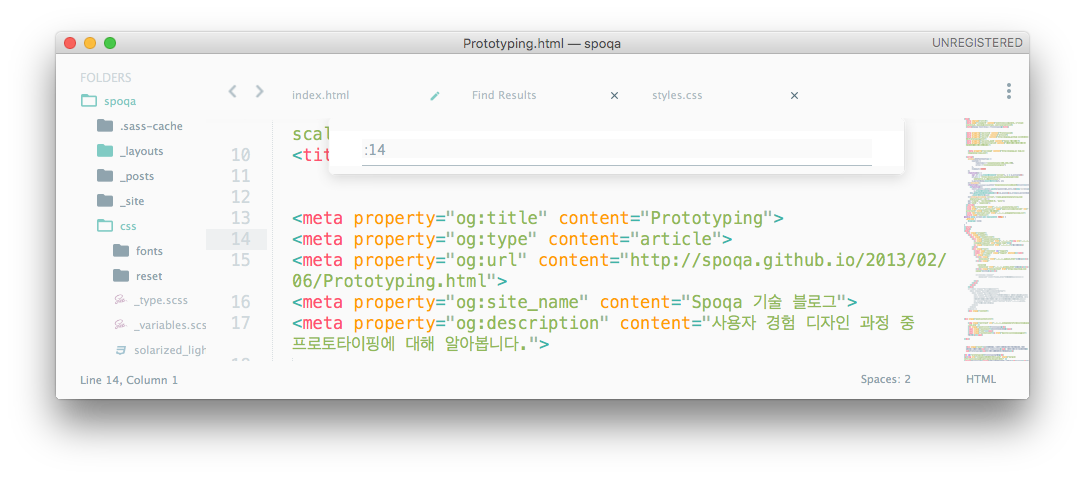 Prototyping.html — spoqa
UNREGISTERED
FOLDERS
spoqa
.sass-cache
_layouts
_posts
_site
css
fonts
reset
_type.scss
_variables.scs
solarized_ligh
index.html
Find Results
styles.css
:14
scal
10 <tit
11
12
13 <meta property="og:title" content="Prototyping">
14 <meta property="og:type" content="article">
15 <meta property="og:url" content="http://spoqa.github.io/2013/02/
06/Prototyping.html">
16 <meta property="og:site_name" content="Spoqa 기술 블로그">
17 <meta property="og:description" content="사용자 경험 디자인 과정 중
프로토타이핑에 대해 알아봅니다.">
Line 14, Column 1
Spaces: 2
HTML